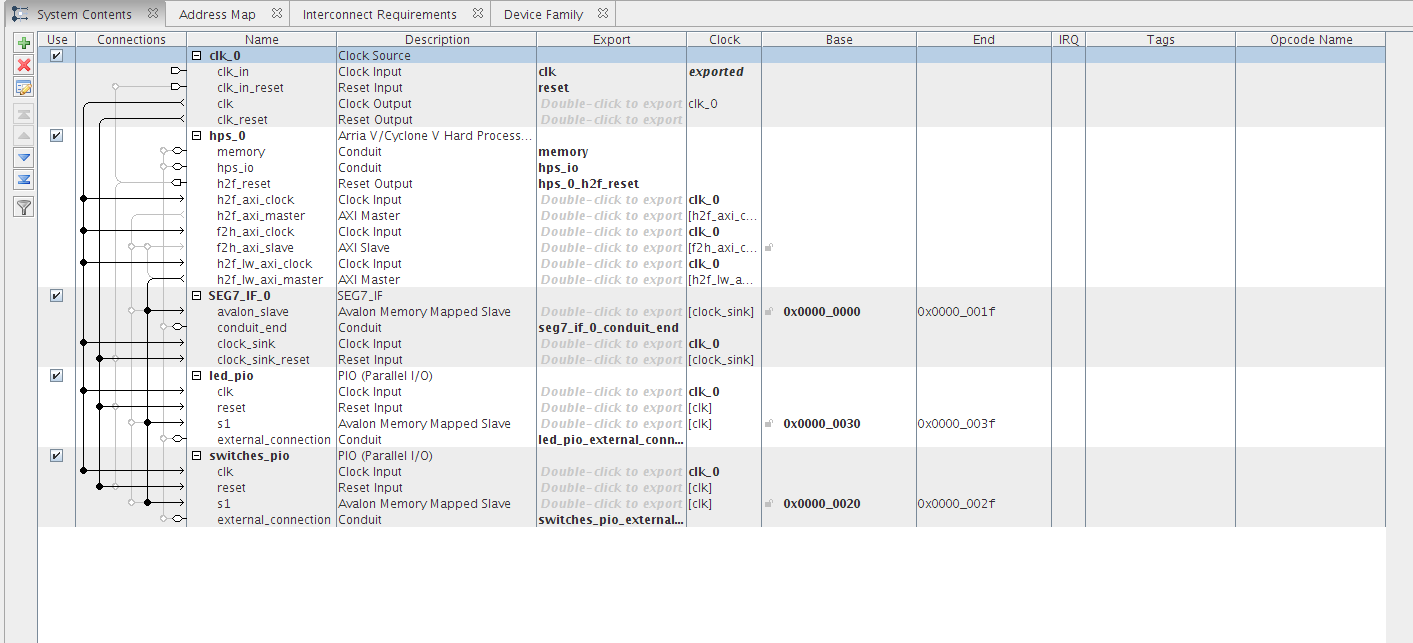 System Contents Address Map Interconnect Requirements Device Family
Use Connections Name Description Export Clock Base End IRQ Tags Opcode Name
clk_0 Clock Source
clk_in Clock Input clk exported
clk_in_reset Reset Input reset
clk Clock Output Double-click to export clk_0
clk_reset Reset Output Double-click to export
hps_0 Arria V/Cyclone V Hard Process...
memory Conduit memory
hps_io Conduit hps_io
h2f_reset Reset Output hps_0_h2f_reset
h2f_axi_clock Clock Input Double-click to export clk_0
h2f_axi_master AXI Master Double-click to export [h2f_axi_c...
f2h_axi_clock Clock Input Double-click to export clk_0
f2h_axi_slave AXI Slave Double-click to export [f2h_axi_c...
h2f_lw_axi_clock Clock Input Double-click to export clk_0
h2f_lw_axi_master AXI Master Double-click to export [h2f_lw_a...
SEG7_IF_0 SEG7_IF
avalon_slave Avalon Memory Mapped Slave Double-click to export [clock_sink] 0x0000_0000 0x0000_001f
conduit_end Conduit seg7_if_0_conduit_end
clock_sink Clock Input Double-click to export clk_0
clock_sink_reset Reset Input Double-click to export [clock_sink]
led_pio PIO (Parallel I/O)
clk Clock Input Double-click to export clk_0
reset Reset Input Double-click to export [clk]
s1 Avalon Memory Mapped Slave Double-click to export [clk] 0x0000_0030 0x0000_003f
external_connection Conduit led_pio_external_conn...
switches_pio PIO (Parallel I/O)
clk Clock Input Double-click to export clk_0
reset Reset Input Double-click to export [clk]
s1 Avalon Memory Mapped Slave Double-click to export [clk] 0x0000_0020 0x0000_002f
external_connection Conduit switches_pio_external...